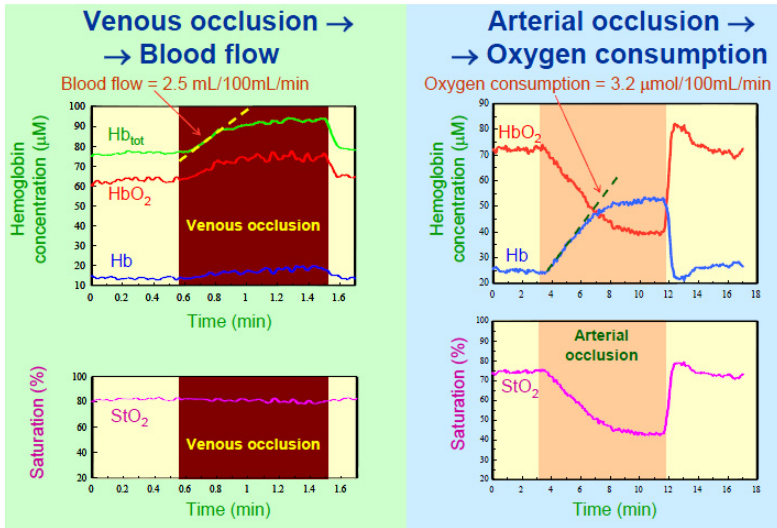 Venous occlusion →
→ Blood flow
Blood flow = 2.5 mL/100mL/min
Hemoglobin
concentration (μM)
100
90
80
70
60
50
40
30
20
10
Hb_tot
HbO₂
Venous occlusion
Hb
0 0.2 0.4 0.6 0.8 1 1.2 1.4 1.6
Time (min)
Saturation (%)
100
80
60
40
20
StO₂
Venous occlusion
0 0.2 0.4 0.6 0.8 1 1.2 1.4 1.6
Time (min)
Arterial occlusion →
→ Oxygen consumption
Oxygen consumption = 3.2 μmol/100mL/min
Hemoglobin
concentration (μM)
90
80
70
60
50
40
30
20
HbO₂
Hb
0 2 4 6 8 10 12 14 16 18
Time (min)
Saturation (%)
100
90
80
70
60
50
40
30
20
Arterial
occlusion
StO₂
0 2 4 6 8 10 12 14 16 18
Time (min)